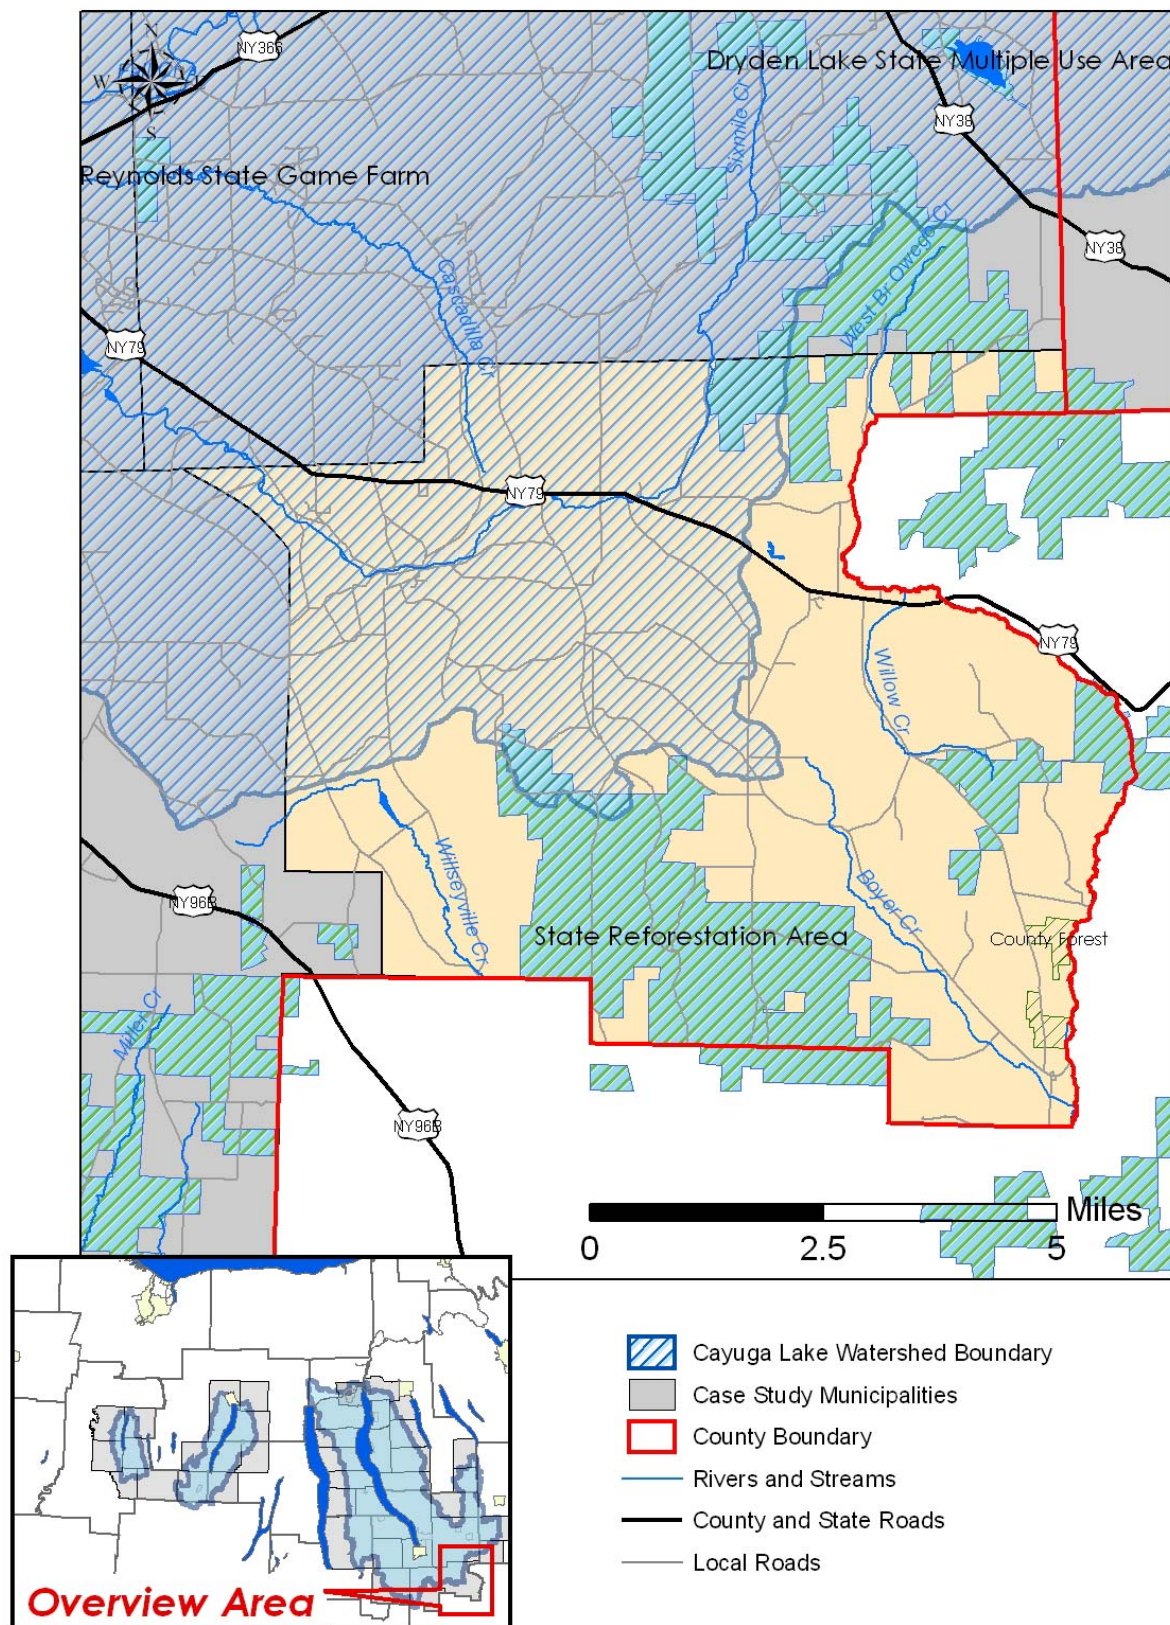 N
NY366
Dryden Lake State Multiple Use Area
W
E
S
NY38
Sixmile Cr
Reynolds State Game Farm
West Br Owego Cr
NY38
Cascadilla Cr
NY79
NY79
NY79
Willow Cr
Willseyville Cr
Boyer Cr
NY96B
State Reforestation Area
County Forest
Miller Cr
NY96B
Miles
0 2.5 5
Cayuga Lake Watershed Boundary
Case Study Municipalities
County Boundary
Rivers and Streams
County and State Roads
Local Roads
Overview Area